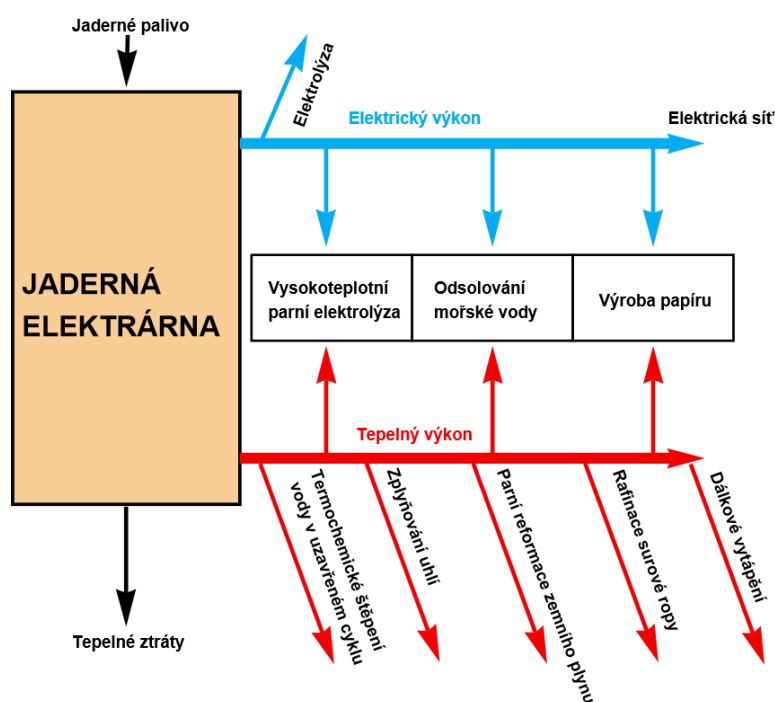 Jaderné palivo
Elektrolýza
Elektrický výkon
Elektrická síť
JADERNÁ
ELEKTRÁRNA
Vysokoteplotní
parní elektrolýza
Odsolování
mořské vody
Výroba papíru
Tepelný výkon
Termochemické štěpení
vody v uzavřeném cyklu
Zplyňování uhlí
Parní reformace zemního plynu
Rafinace surové ropy
Dálkové vytápění
Tepelné ztráty